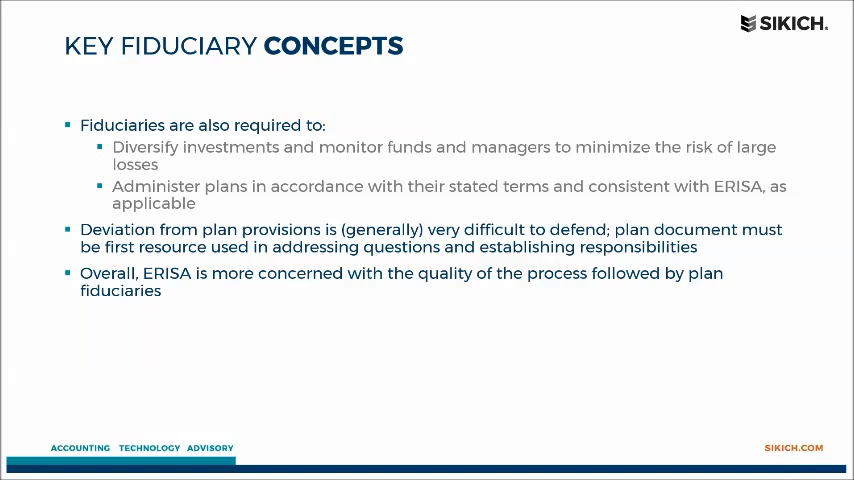 SIKICH.
KEY FIDUCIARY CONCEPTS
▪ Fiduciaries are also required to:
▪ Diversify investments and monitor funds and managers to minimize the risk of large
losses
▪ Administer plans in accordance with their stated terms and consistent with ERISA, as
applicable
▪ Deviation from plan provisions is (generally) very difficult to defend; plan document must
be first resource used in addressing questions and establishing responsibilities
▪ Overall, ERISA is more concerned with the quality of the process followed by plan
fiduciaries
ACCOUNTING TECHNOLOGY ADVISORY
SIKICH.COM